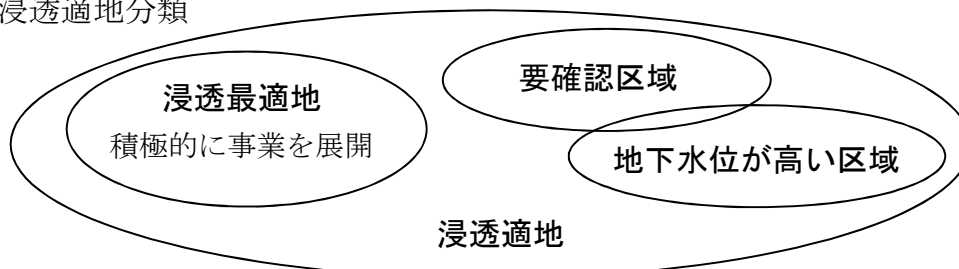 浸透適地分類
浸透最適地
積極的に事業を展開
要確認区域
地下水位が高い区域
浸透適地